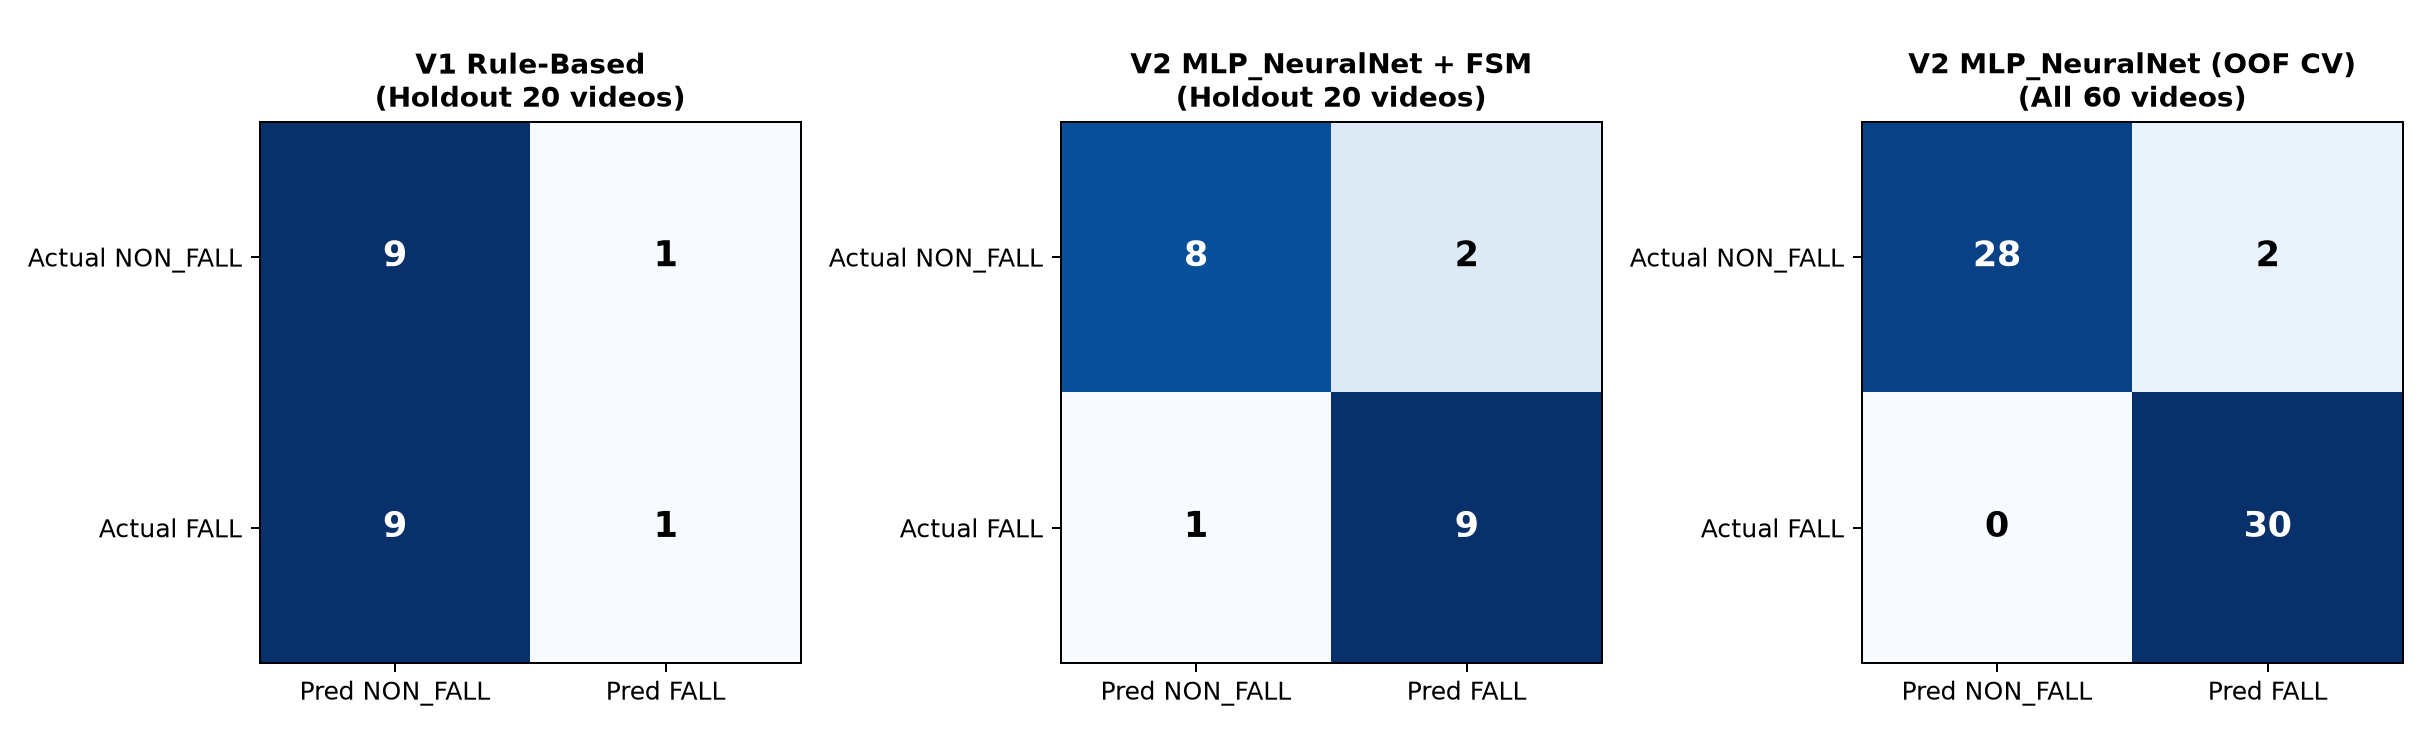 V1 Rule-Based
(Holdout 20 videos)
Actual NON_FALL
9
1
Actual FALL
9
1
Pred NON_FALL
Pred FALL
V2 MLP_NeuralNet + FSM
(Holdout 20 videos)
Actual NON_FALL
8
2
Actual FALL
1
9
Pred NON_FALL
Pred FALL
V2 MLP_NeuralNet (OOF CV)
(All 60 videos)
Actual NON_FALL
28
2
Actual FALL
0
30
Pred NON_FALL
Pred FALL